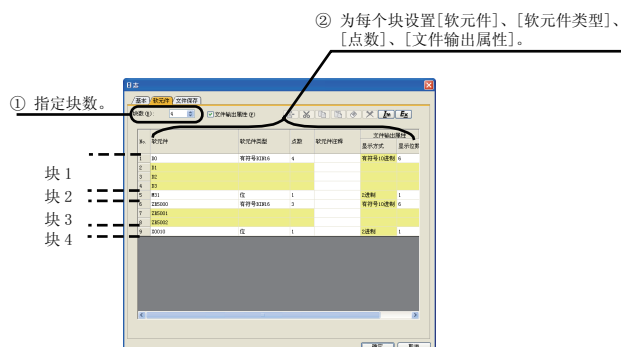 ② 为每个块设置[软元件]、[软元件类型]、
[点数]、[文件输出属性]。
① 指定块数。
日志
基本 软元件 文件保存
块数(Q): 4 文件输出属性(P)
No. 软元件 软元件类型 点数 软元件注释 文件输出属性
显示方式 显示位数
1 D0 有符号BIN16 4 有符号10进制 6
2 D1
3 D2
4 D3
5 M31 位 1 2进制 1
6 ZR5000 有符号BIN16 3 有符号10进制 6
7 ZR5001
8 ZR5002
9 X0010 位 1 2进制 1
块 1
块 2
块 3
块 4
确定 取消